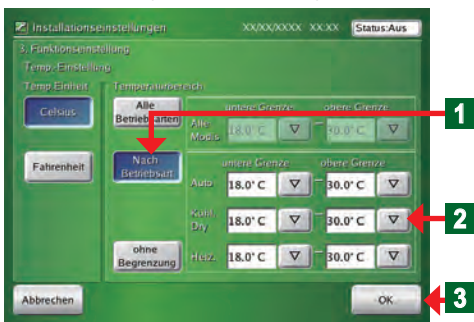 Installationseinstellungen XX/XX/XXXX XX:XX Status:Aus
3. Funktionseinstellung
Temp.-Einstellung
Temp Einheit Temperaturbereich
Celsius
Fahrenheit
Alle Betriebsarten
untere Grenze obere Grenze
Alle Modis 18.0°C ▽ – 30.0°C ▽
1
Nach Betriebsart
untere Grenze obere Grenze
Auto 18.0°C ▽ – 30.0°C ▽
Kühl, Dry 18.0°C ▽ – 30.0°C ▽
2
ohne Begrenzung
Heiz. 18.0°C ▽ – 30.0°C ▽
Abbrechen OK
3